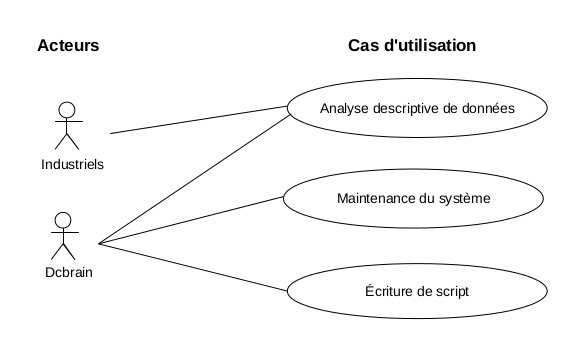 Acteurs
Cas d'utilisation
Analyse descriptive de données
Industriels
Maintenance du système
Dcbrain
Écriture de script